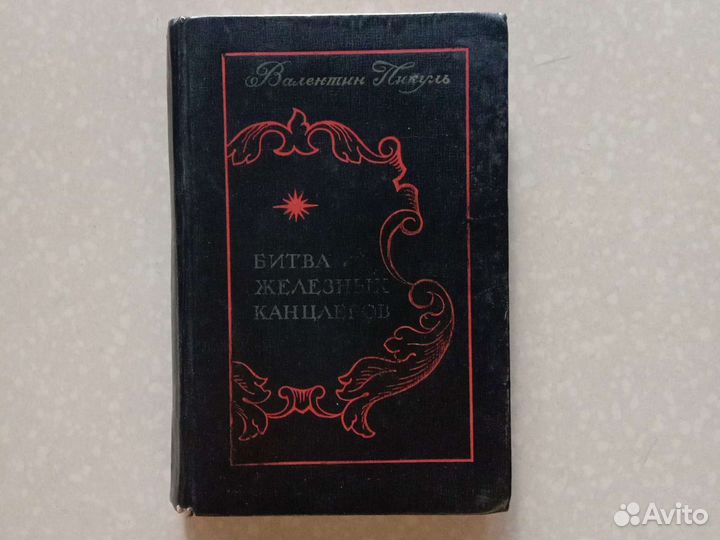 Валентин Пикуль
БИТВА
ЖЕЛЕЗНЫХ
КАНЦЛЕРОВ
Avito